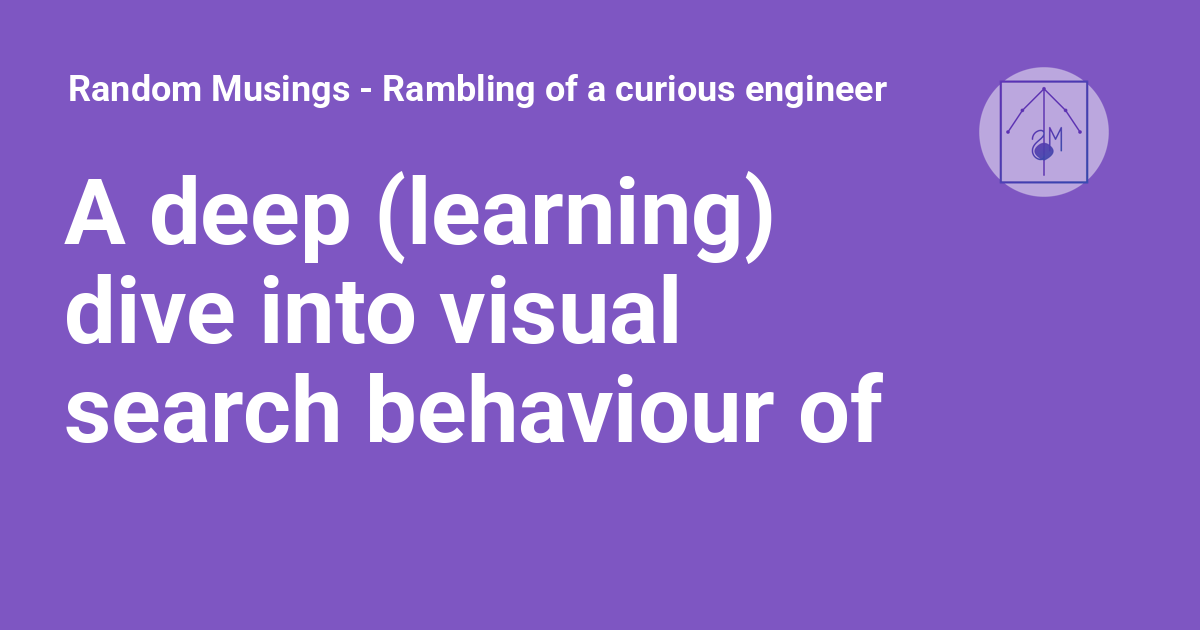 Random Musings - Rambling of a curious engineer
A deep (learning)
dive into visual
search behaviour of